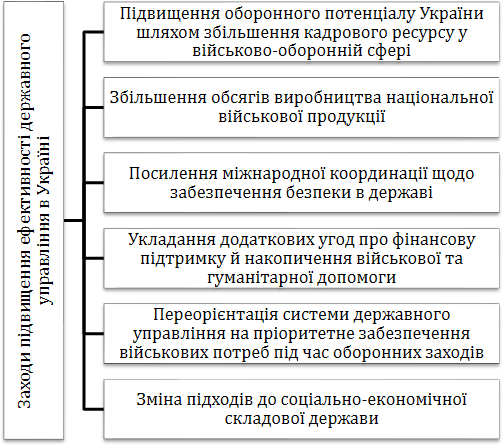 Заходи підвищення ефективності державного
управління в Україні
Підвищення оборонного потенціалу України
шляхом збільшення кадрового ресурсу у
військово-оборонній сфері
Збільшення обсягів виробництва національної
військової продукції
Посилення міжнародної координації щодо
забезпечення безпеки в державі
Укладання додаткових угод про фінансову
підтримку й накопичення військової та
гуманітарної допомоги
Переорієнтація системи державного
управління на пріоритетне забезпечення
військових потреб під час оборонних заходів
Зміна підходів до соціально-економічної
складової держави